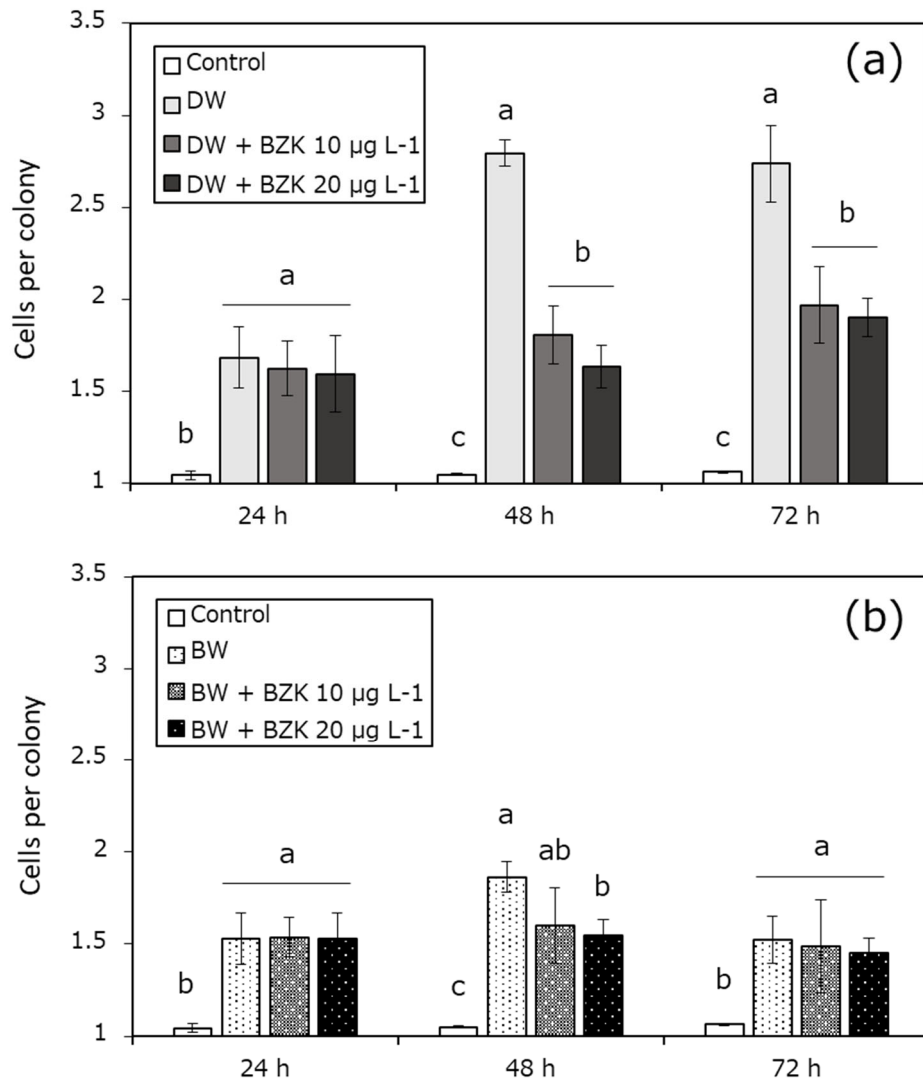 3.5
(a)
Control
DW
DW + BZK 10 µg L-1
DW + BZK 20 µg L-1
3
2.5
2
1.5
1
Cells per colony
a
a
a
b
b
b
c
c
24 h
48 h
72 h
3.5
(b)
Control
BW
BW + BZK 10 µg L-1
BW + BZK 20 µg L-1
3
2.5
2
1.5
1
Cells per colony
a
a
ab
b
a
b
c
b
24 h
48 h
72 h